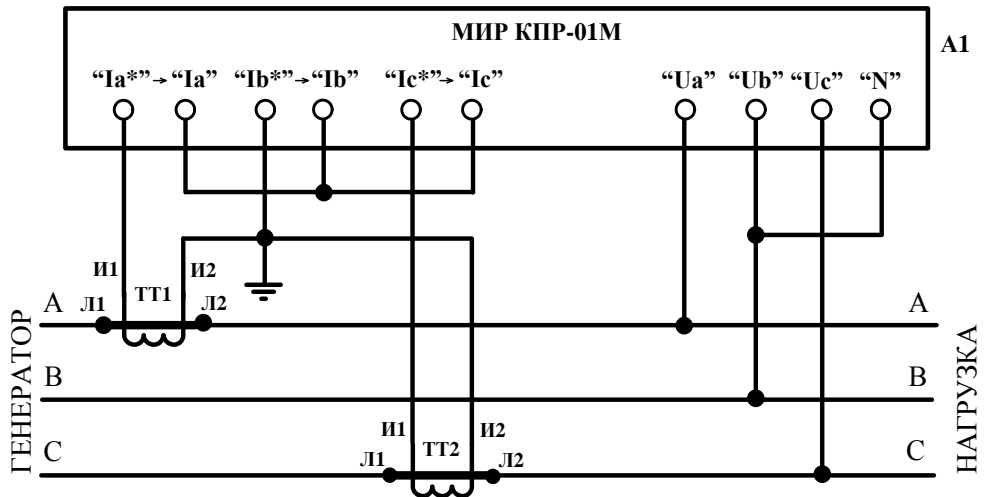 МИР КПР-01М
А1
“Ia*”→“Ia” “Ib*”→“Ib” “Ic*”→“Ic” “Ua” “Ub” “Uc” “N”
И1 И2
ТТ1
А Л1 Л2 А
В В
И1 ТТ2 И2
С Л1 Л2 С
ГЕНЕРАТОР
НАГРУЗКА